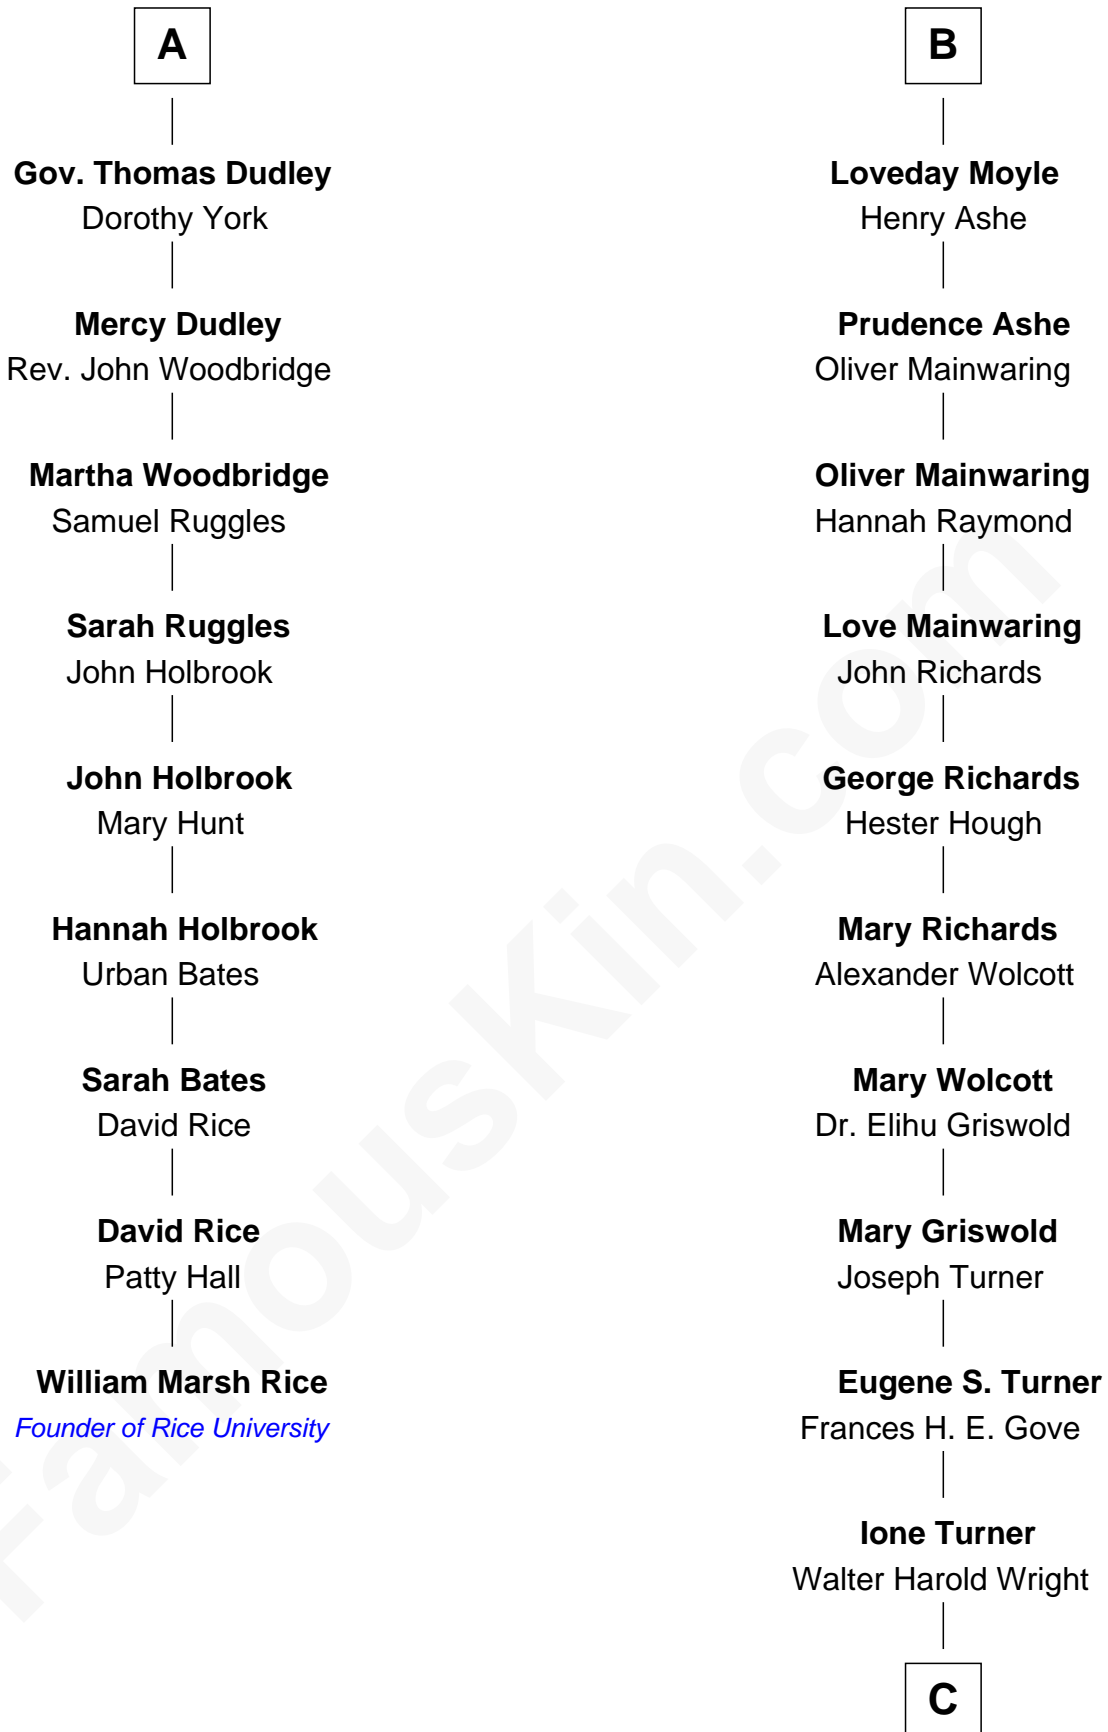 A
Gov. Thomas Dudley
Dorothy York
Mercy Dudley
Rev. John Woodbridge
Martha Woodbridge
Samuel Ruggles
Sarah Ruggles
John Holbrook
John Holbrook
Mary Hunt
Hannah Holbrook
Urban Bates
Sarah Bates
David Rice
David Rice
Patty Hall
William Marsh Rice
Founder of Rice University
B
Loveday Moyle
Henry Ashe
Prudence Ashe
Oliver Mainwaring
Oliver Mainwaring
Hannah Raymond
Love Mainwaring
John Richards
George Richards
Hester Hough
Mary Richards
Alexander Wolcott
Mary Wolcott
Dr. Elihu Griswold
Mary Griswold
Joseph Turner
Eugene S. Turner
Frances H. E. Gove
Ione Turner
Walter Harold Wright
C
FamousKin.com